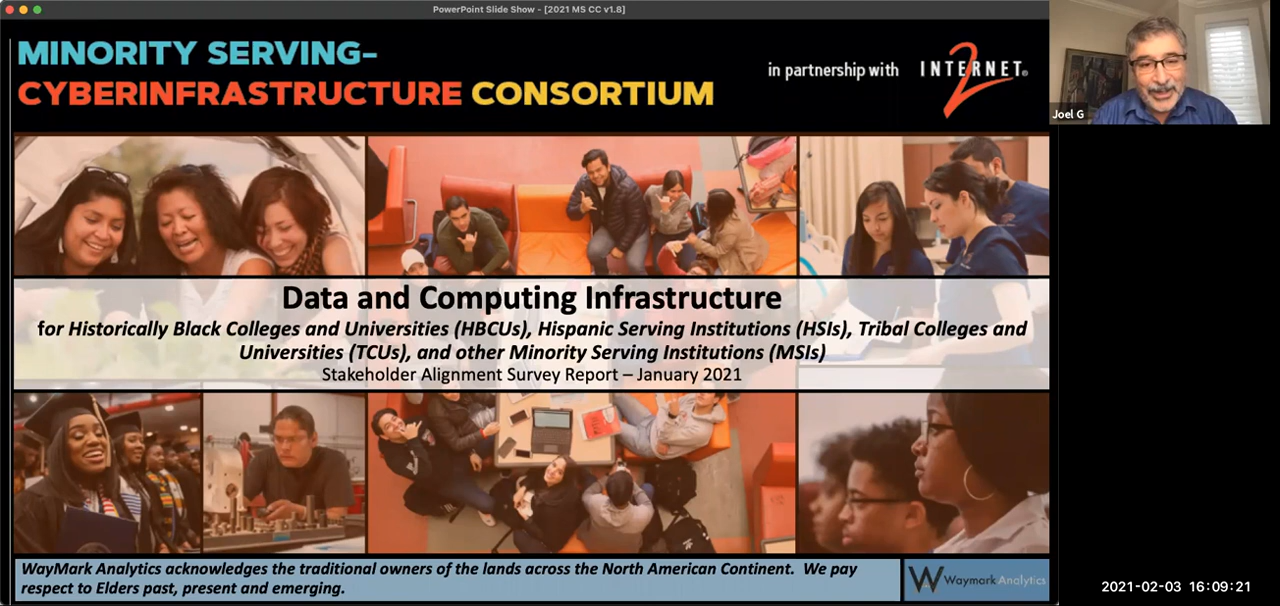 PowerPoint Slide Show - [2021 MS CC v1.8]
MINORITY SERVING-
CYBERINFRASTRUCTURE CONSORTIUM
in partnership with
INTERNET®
2
Joel G
Data and Computing Infrastructure
for Historically Black Colleges and Universities (HBCUs), Hispanic Serving Institutions (HSIs), Tribal Colleges and
Universities (TCUs), and other Minority Serving Institutions (MSIs)
Stakeholder Alignment Survey Report – January 2021
WayMark Analytics acknowledges the traditional owners of the lands across the North American Continent. We pay
respect to Elders past, present and emerging.
W WaymarkAnalytics
2021-02-03 16:09:21